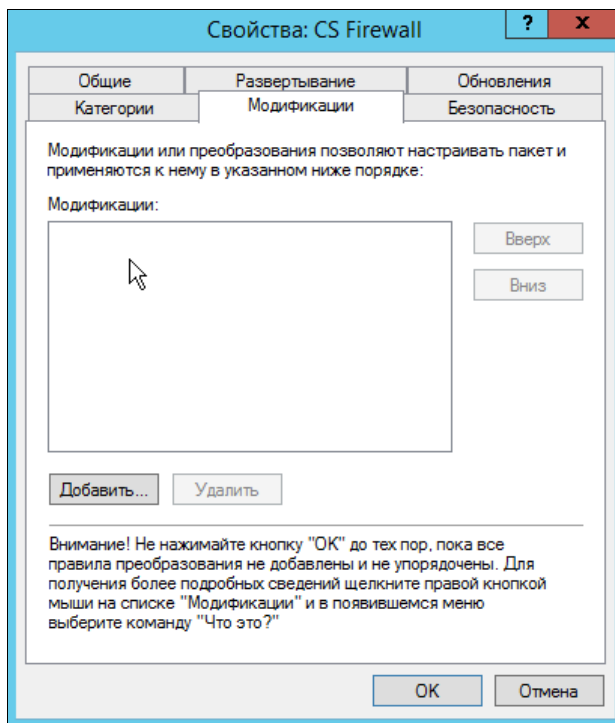 Свойства: CS Firewall
?
x
Общие
Развертывание
Обновления
Категории
Модификации
Безопасность
Модификации или преобразования позволяют настраивать пакет и
применяются к нему в указанном ниже порядке:
Модификации:
Вверх
Вниз
Добавить...
Удалить
Внимание! Не нажимайте кнопку "OK" до тех пор, пока все
правила преобразования не добавлены и не упорядочены. Для
получения более подробных сведений щелкните правой кнопкой
мыши на списке "Модификации" и в появившемся меню
выберите команду "Что это?"
OK
Отмена